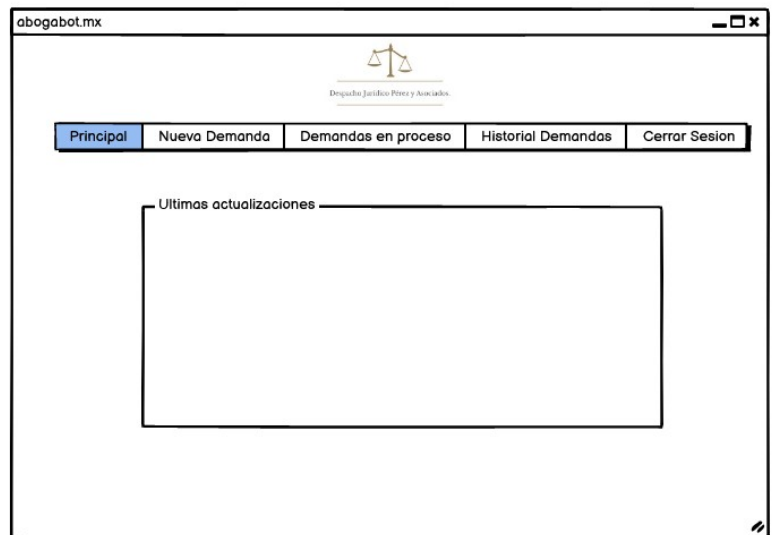 abogabot.mx
Despacho Jurídico Pérez y Asociados.
Principal Nueva Demanda Demandas en proceso Historial Demandas Cerrar Sesion
Ultimas actualizaciones